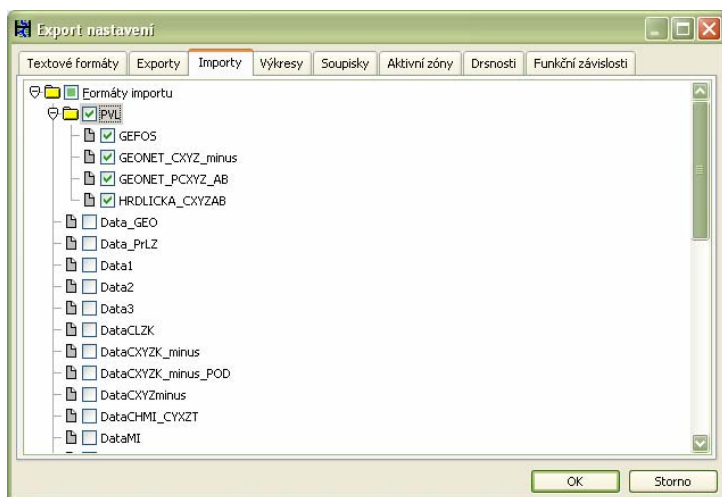 Export nastavení
Textové formáty Exporty Importy Výkresy Soupisky Aktivní zóny Drsnosti Funkční závislosti
Formáty importu
PVL
GEFOS
GEONET_CXYZ_minus
GEONET_PCXYZ_AB
HRDLICKA_CXYZAB
Data_GEO
Data_PrLZ
Data1
Data2
Data3
DataCLZK
DataCXYZK_minus
DataCXYZK_minus_POD
DataCXYZminus
DataCHMI_CYXZT
DataMI
OK Storno